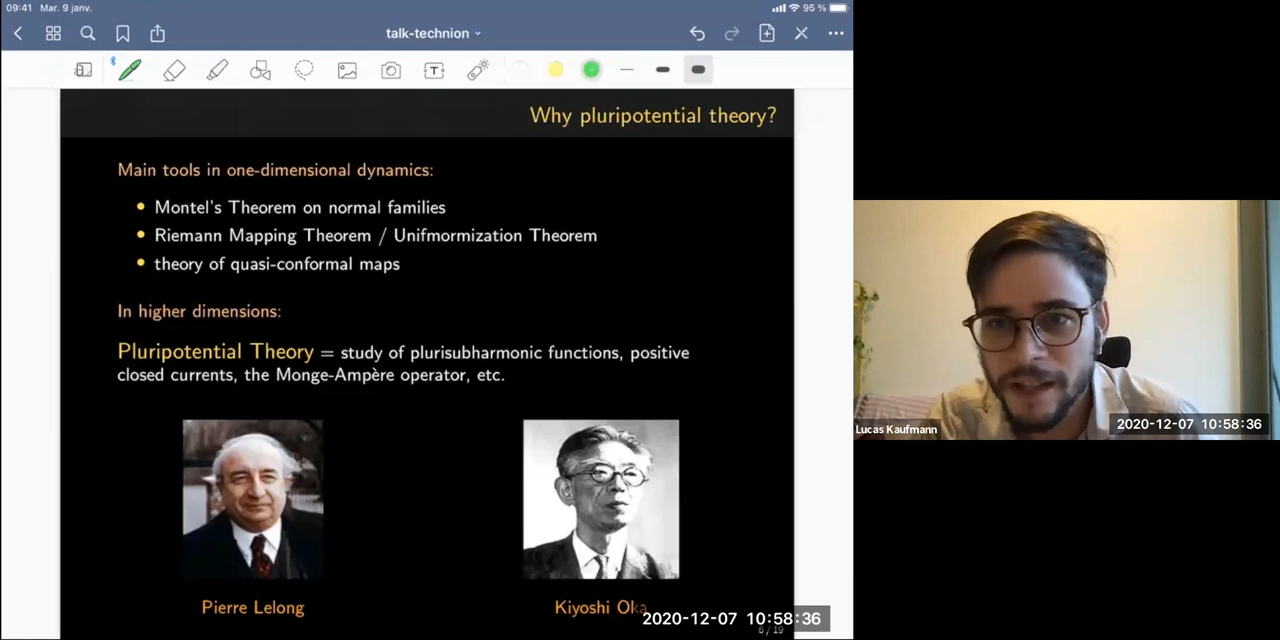 09:41 Mar. 9 janv.
95 %
talk-technion
T
Why pluripotential theory?
Main tools in one-dimensional dynamics:
• Montel's Theorem on normal families
• Riemann Mapping Theorem / Unifmormization Theorem
• theory of quasi-conformal maps
In higher dimensions:
Pluripotential Theory = study of plurisubharmonic functions, positive
closed currents, the Monge-Ampère operator, etc.
Pierre Lelong
Kiyoshi Oka
2020-12-07 10:58:36
6 / 19
Lucas Kaufmann
2020-12-07 10:58:36